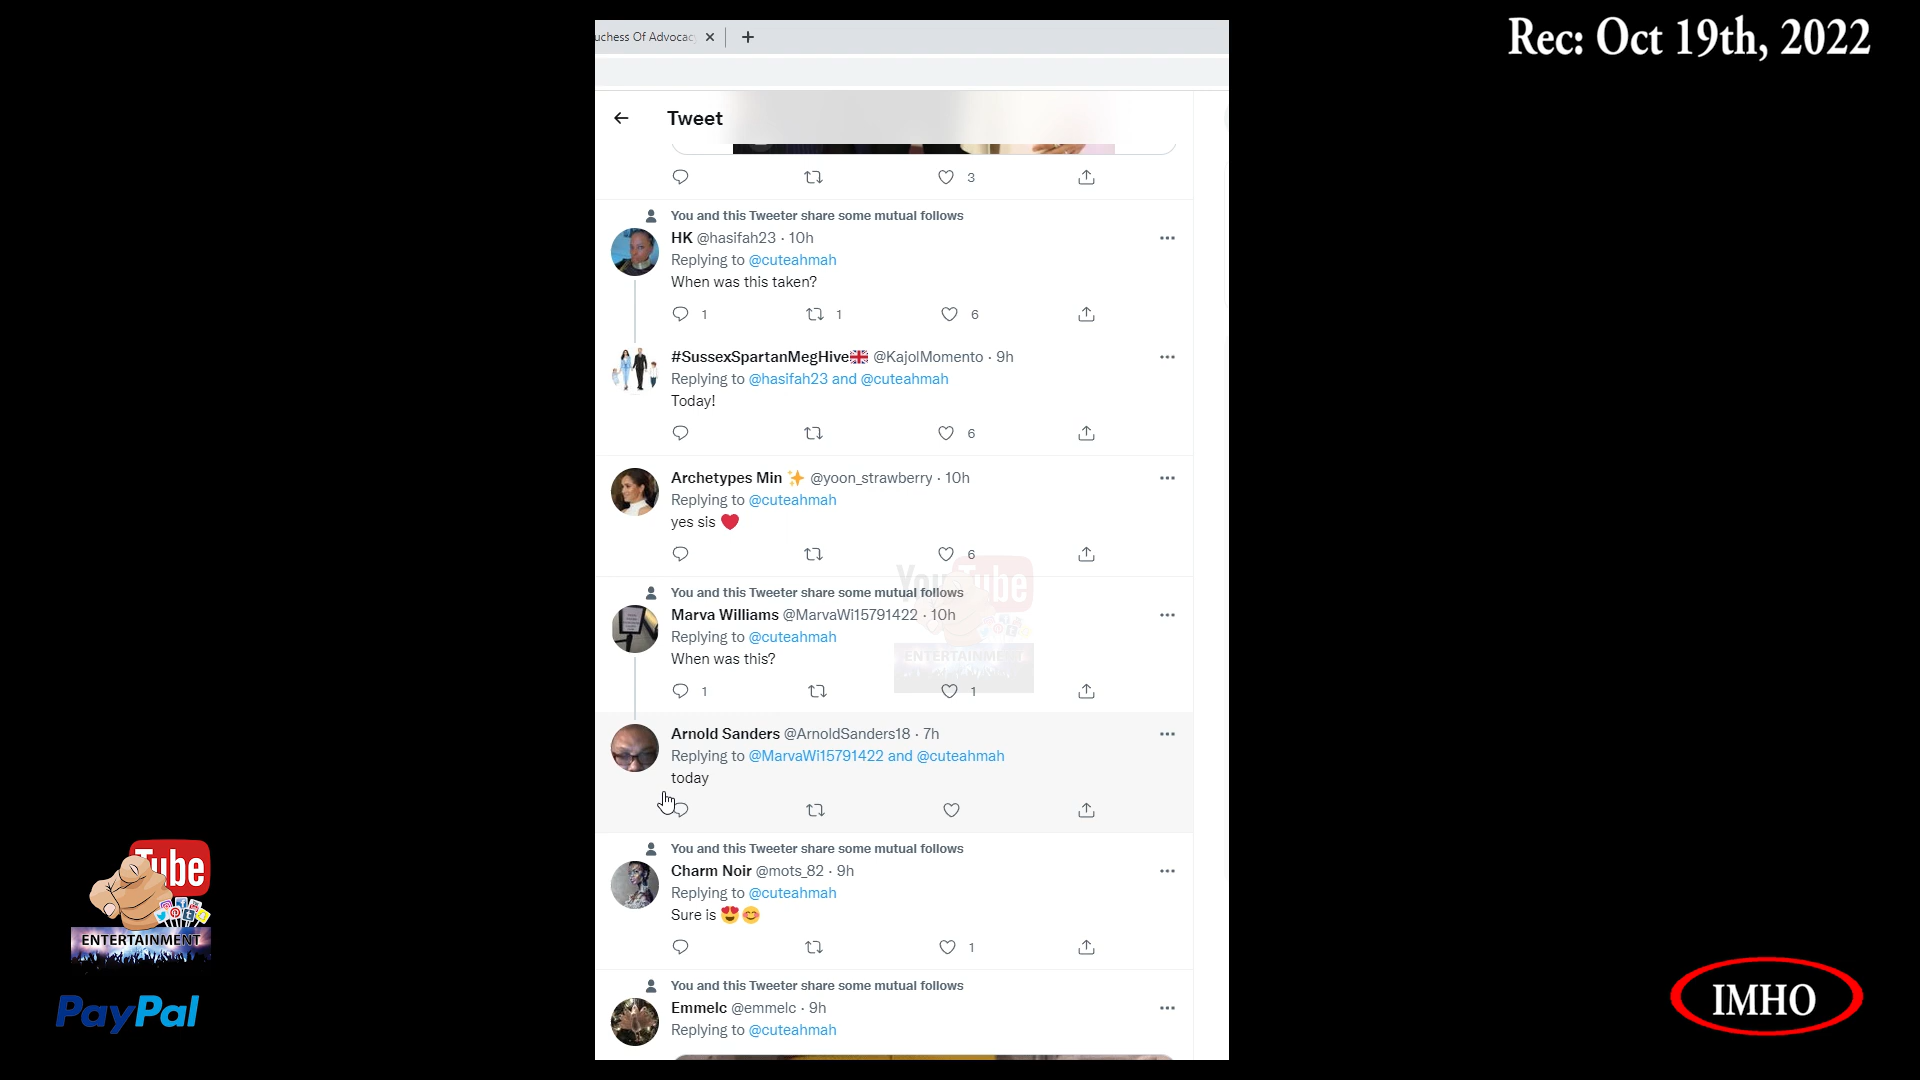 Rec: Oct 19th, 2022
uchess Of Advocac
Tweet
3
You and this Tweeter share some mutual follows
HK @hasifah23 · 10h
Replying to @cuteahmah
When was this taken?
1 1 6
#SussexSpartanMegHive🇬🇧 @KajolMomento · 9h
Replying to @hasifah23 and @cuteahmah
Today!
6
Archetypes Min ✨ @yoon_strawberry · 10h
Replying to @cuteahmah
yes sis ❤️
6
YouTube
ENTERTAINMENT
You and this Tweeter share some mutual follows
Marva Williams @MarvaWi15791422 · 10h
Replying to @cuteahmah
When was this?
1 1
Arnold Sanders @ArnoldSanders18 · 7h
Replying to @MarvaWi15791422 and @cuteahmah
today
You and this Tweeter share some mutual follows
Charm Noir @mots_82 · 9h
Replying to @cuteahmah
Sure is 😍😊
1
You and this Tweeter share some mutual follows
Emmelc @emmelc · 9h
Replying to @cuteahmah
Tube
ENTERTAINMENT
PayPal
IMHO